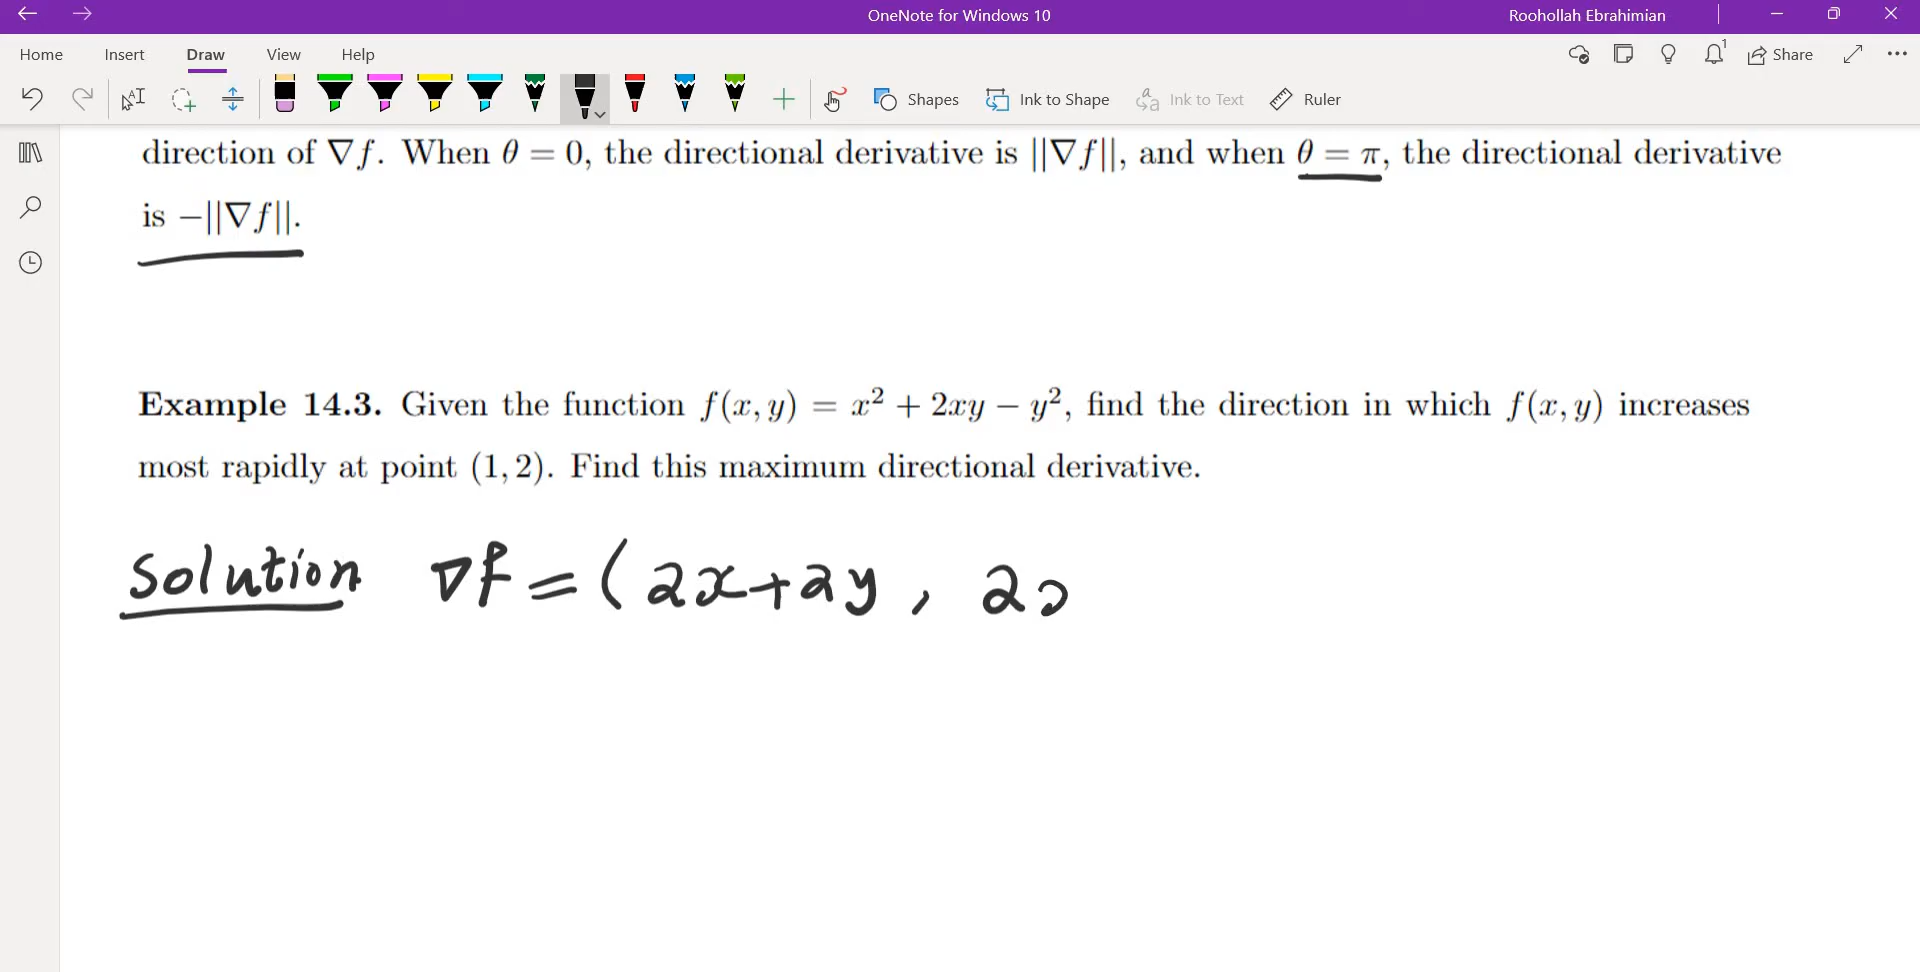 OneNote for Windows 10
Roohollah Ebrahimian
Home Insert Draw View Help
1 Share
Shapes Ink to Shape Ink to Text Ruler
direction of ∇f. When θ = 0, the directional derivative is ||∇f||, and when θ = π, the directional derivative
is −||∇f||.
Example 14.3. Given the function f(x, y) = x² + 2xy − y², find the direction in which f(x, y) increases
most rapidly at point (1, 2). Find this maximum directional derivative.
Solution ∇f = ( 2x+2y , 2